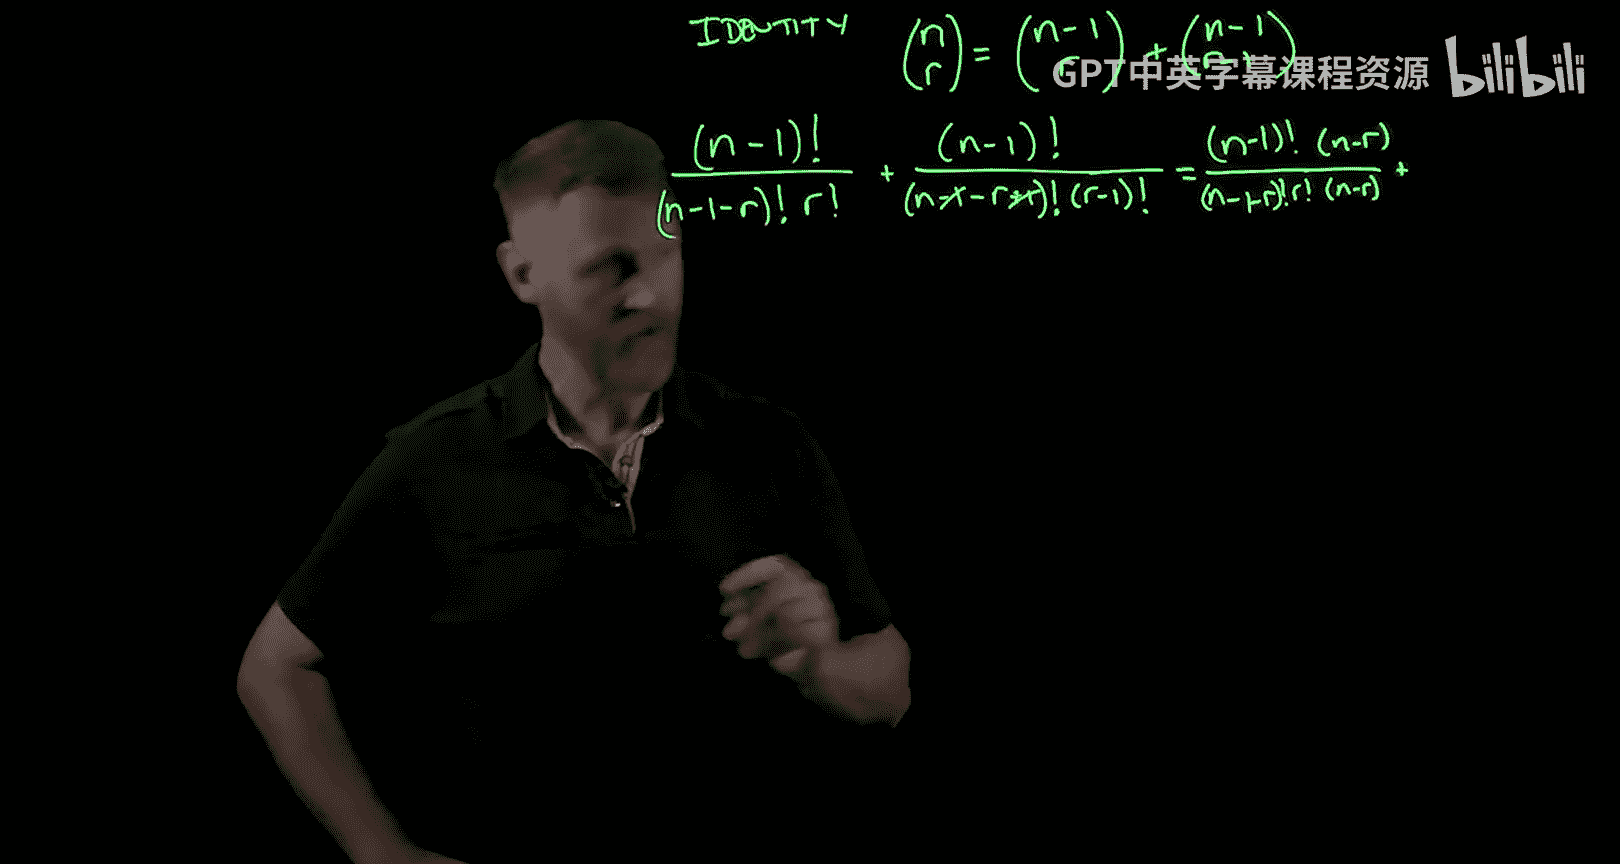 IDENTITY (n r) = (n-1 r) + (n-1 r-1)
GPT中英字幕课程资源 bilibili
(n-1)! / (n-1-r)! r! + (n-1)! / (n-1-r+1)! (r-1)! = (n-1)! (n-r) / (n-1-r)! r! (n-r) +